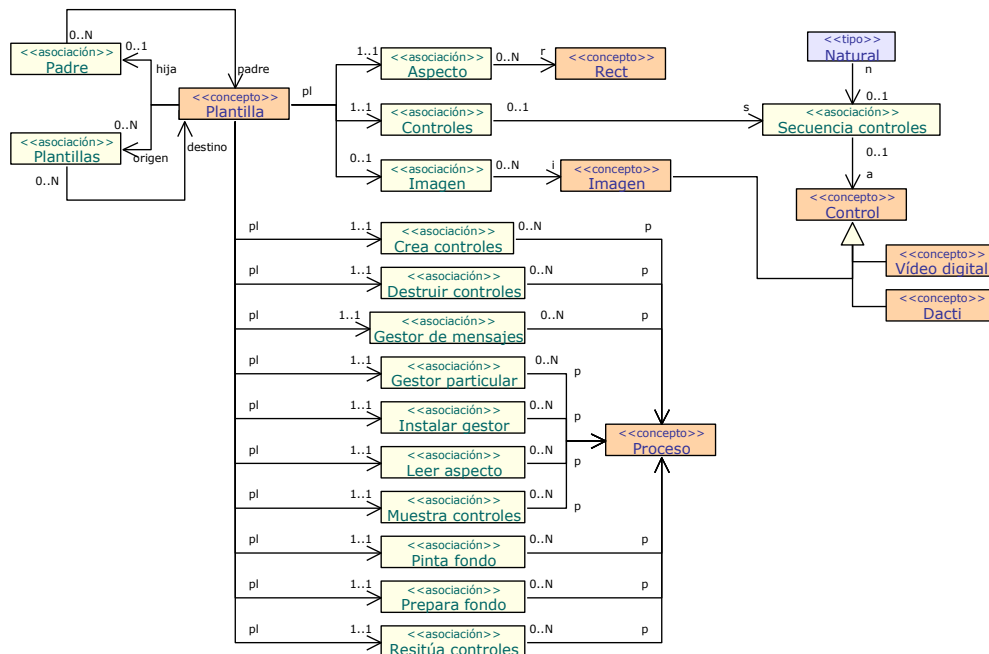 0..N
<<asociación>>
Padre
0..1
hija
padre
<<concepto>>
Plantilla
pl
0..N
<<asociación>>
Plantillas
origen
destino
0..N
1..1
<<asociación>>
Aspecto
0..N
r
<<concepto>>
Rect
<<tipo>>
Natural
n
0..1
1..1
<<asociación>>
Controles
0..1
s
<<asociación>>
Secuencia controles
0..1
a
0..1
<<asociación>>
Imagen
0..N
i
<<concepto>>
Imagen
<<concepto>>
Control
<<concepto>>
Vídeo digital
<<concepto>>
Dacti
pl
1..1
<<asociación>>
Crea controles
0..N
p
pl
1..1
<<asociación>>
Destruir controles
0..N
p
pl
1..1
<<asociación>>
Gestor de mensajes
0..N
p
pl
1..1
<<asociación>>
Gestor particular
0..N
p
pl
1..1
<<asociación>>
Instalar gestor
0..N
p
<<concepto>>
Proceso
pl
1..1
<<asociación>>
Leer aspecto
0..N
p
pl
1..1
<<asociación>>
Muestra controles
0..N
p
pl
1..1
<<asociación>>
Pinta fondo
0..N
p
pl
1..1
<<asociación>>
Prepara fondo
0..N
p
pl
1..1
<<asociación>>
Resitúa controles
0..N
p